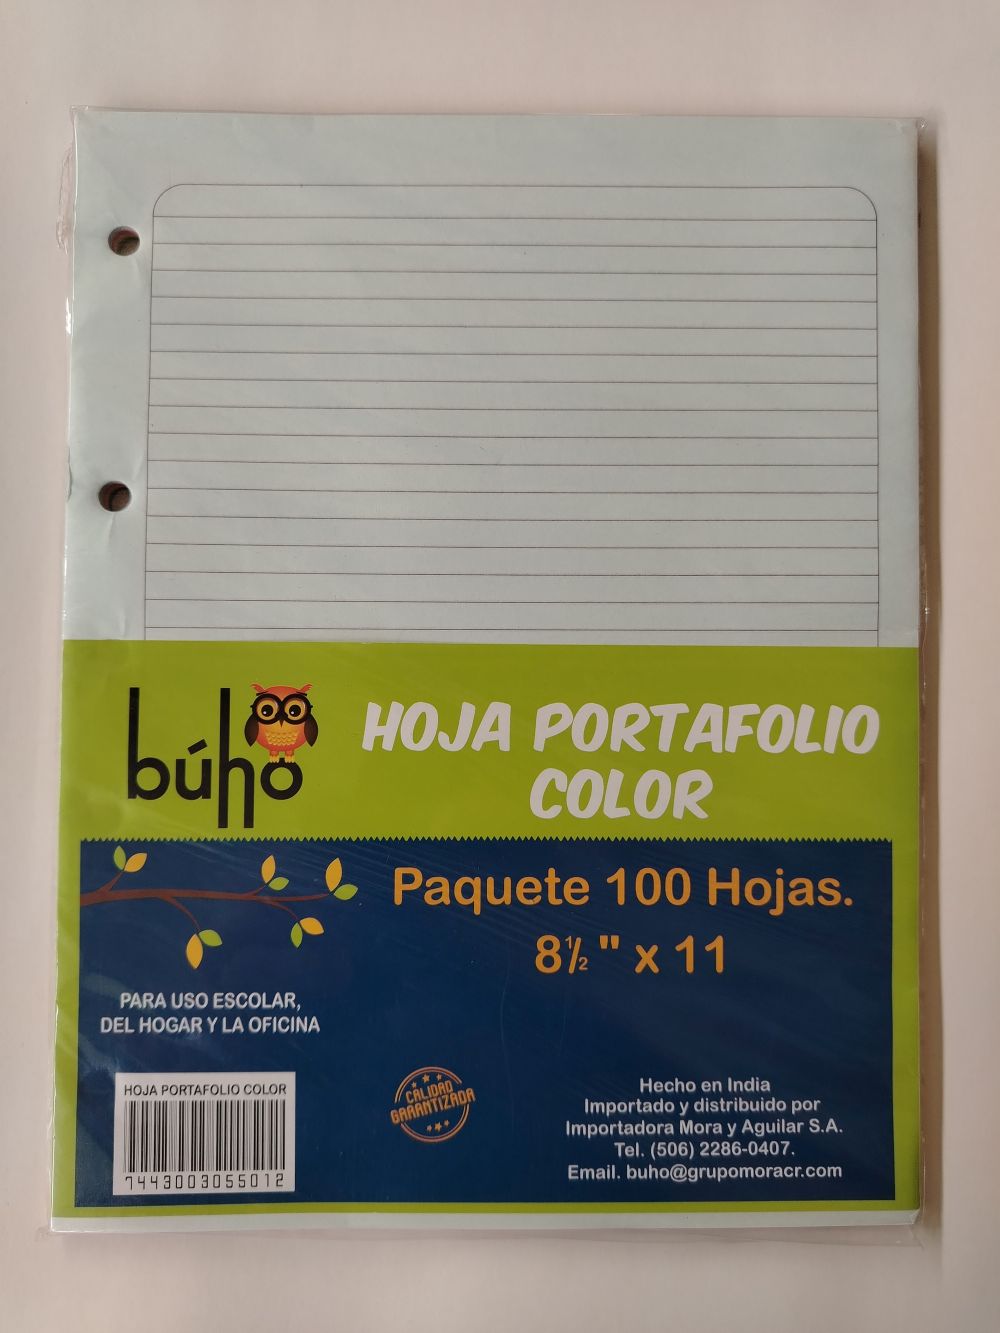 búho
HOJA PORTAFOLIO
COLOR
Paquete 100 Hojas.
8½" x 11
PARA USO ESCOLAR,
DEL HOGAR Y LA OFICINA
HOJA PORTAFOLIO COLOR
7443003055012
CALIDAD
GARANTIZADA
Hecho en India
Importado y distribuido por
Importadora Mora y Aguilar S.A.
Tel. (506) 2286-0407.
Email. buho@grupomoracr.com